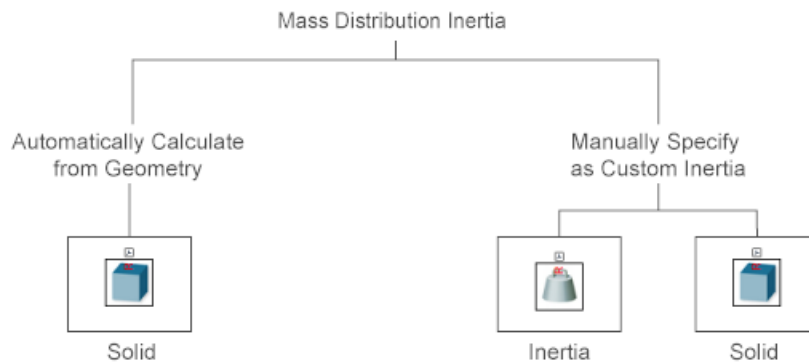 Mass Distribution Inertia
Automatically Calculate
from Geometry
Manually Specify
as Custom Inertia
Solid
Inertia
Solid